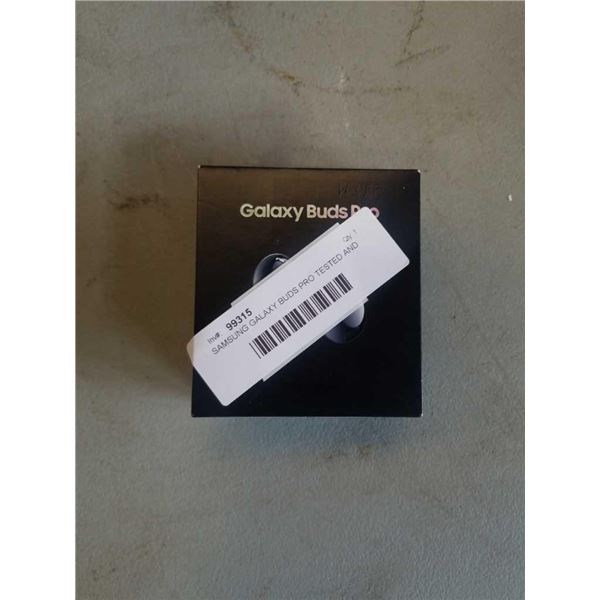 Galaxy Buds Pro
Qty: 1
Inv#: 99315
SAMSUNG GALAXY BUDS PRO TESTED AND